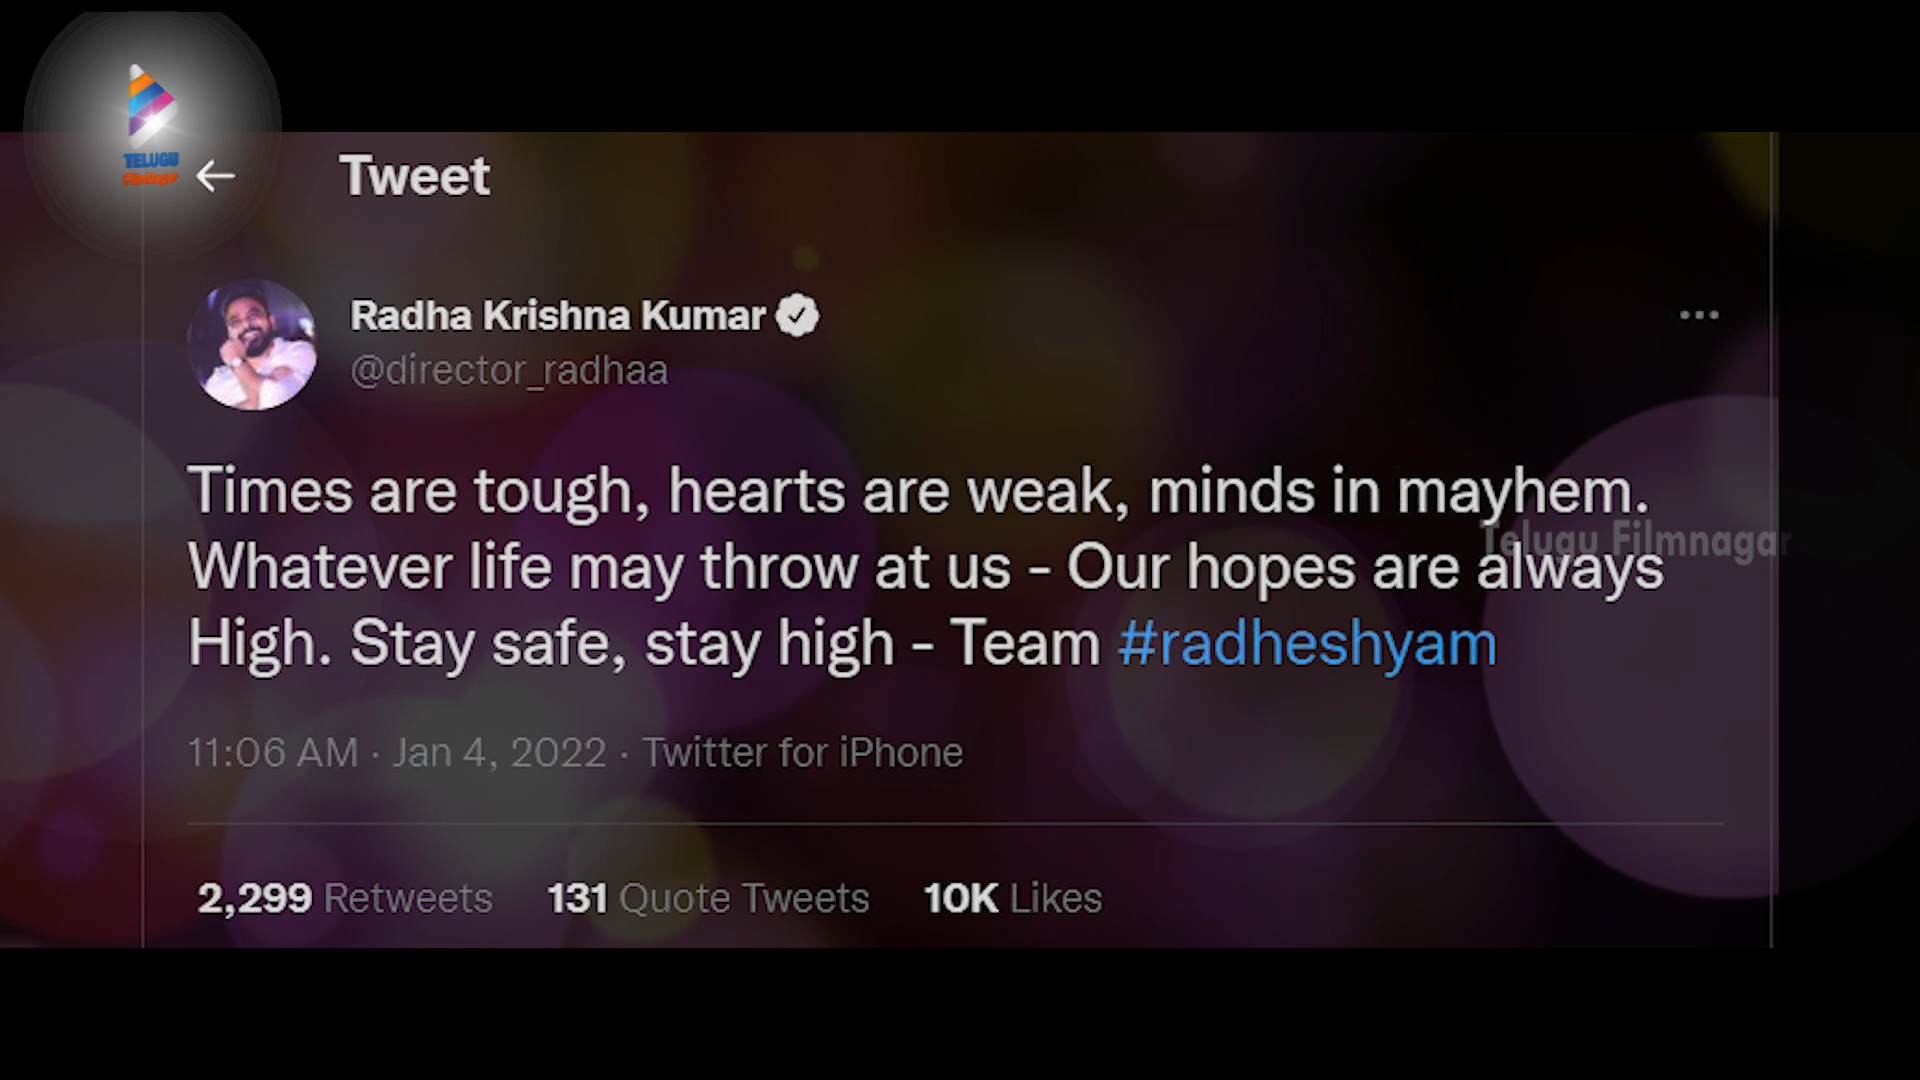 TELUGU
FilmNagar
Tweet
Radha Krishna Kumar
@director_radhaa
Times are tough, hearts are weak, minds in mayhem.
Telugu Filmnagar
Whatever life may throw at us - Our hopes are always
High. Stay safe, stay high - Team #radheshyam
11:06 AM · Jan 4, 2022 · Twitter for iPhone
2,299 Retweets 131 Quote Tweets 10K Likes